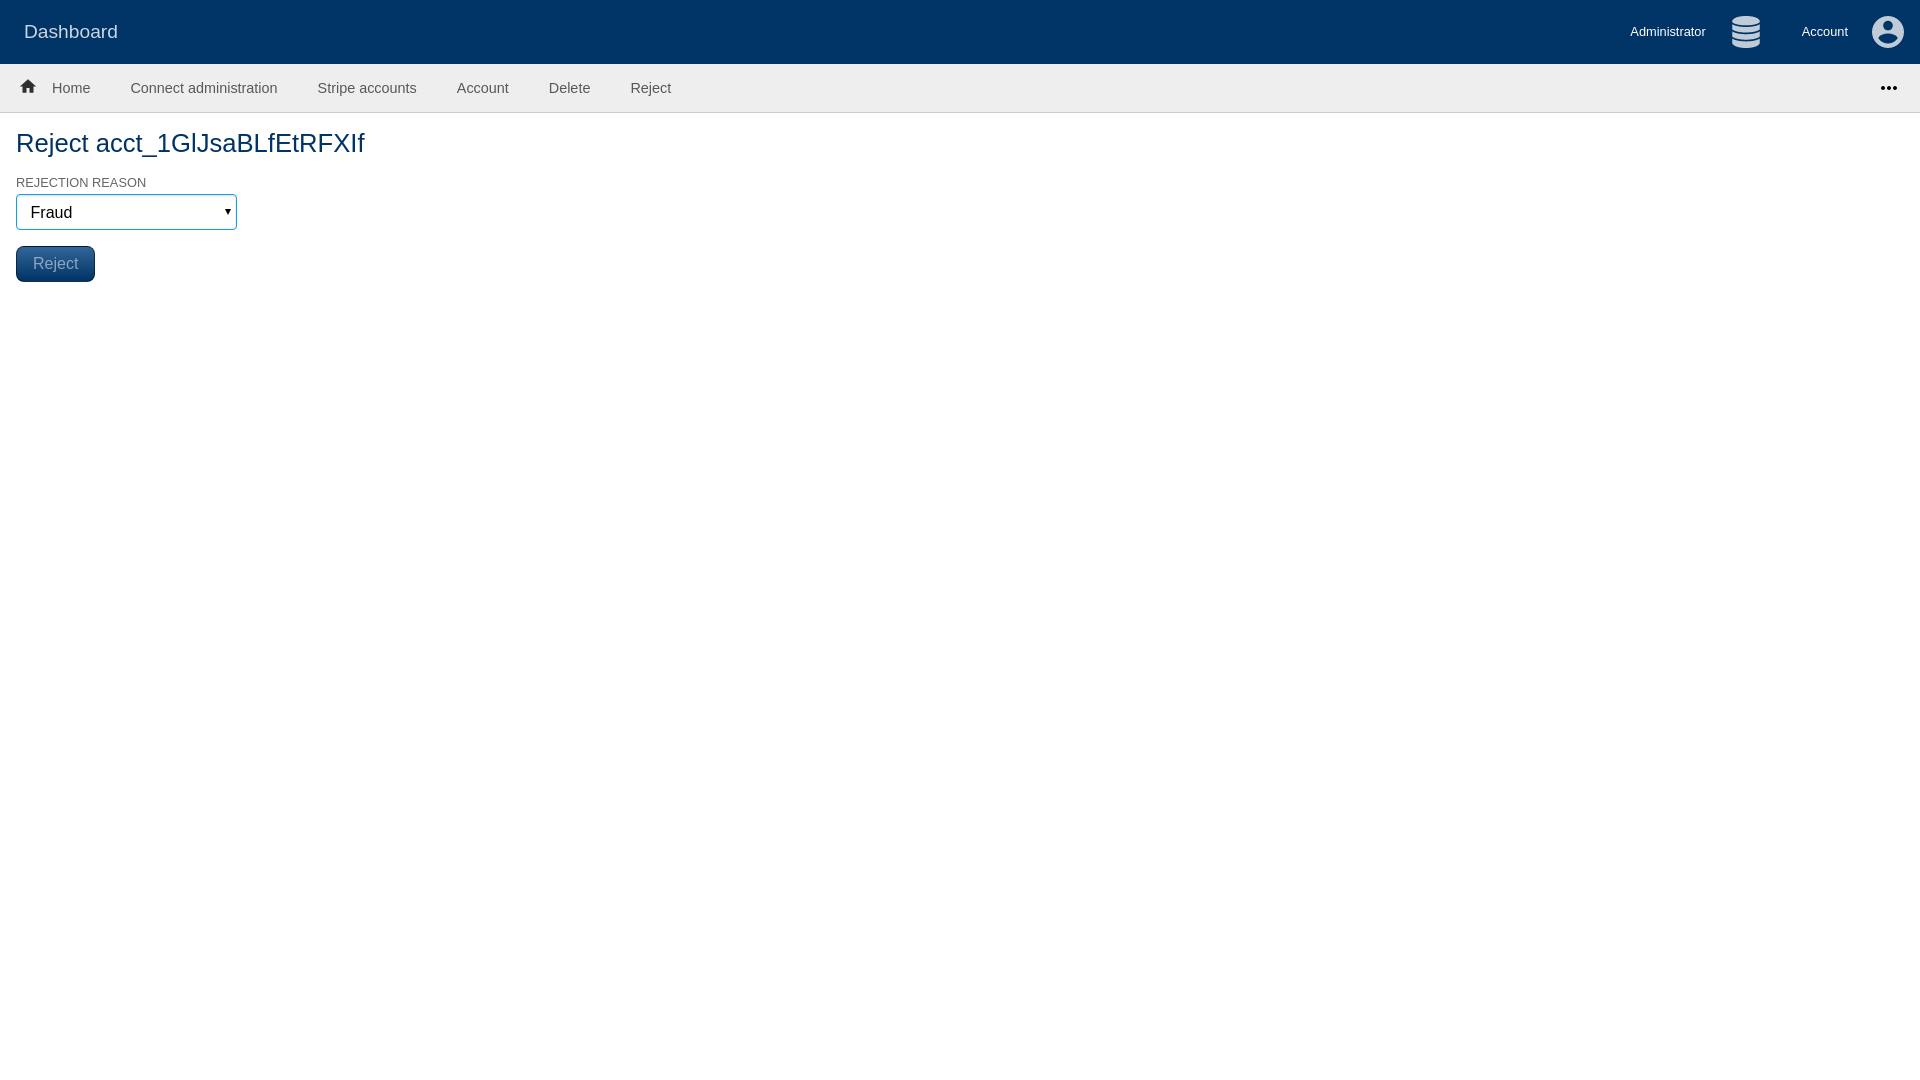 Dashboard
Administrator
Account
Home
Connect administration
Stripe accounts
Account
Delete
Reject
Reject acct_1GlJsaBLfEtRFXIf
REJECTION REASON
Fraud
Reject